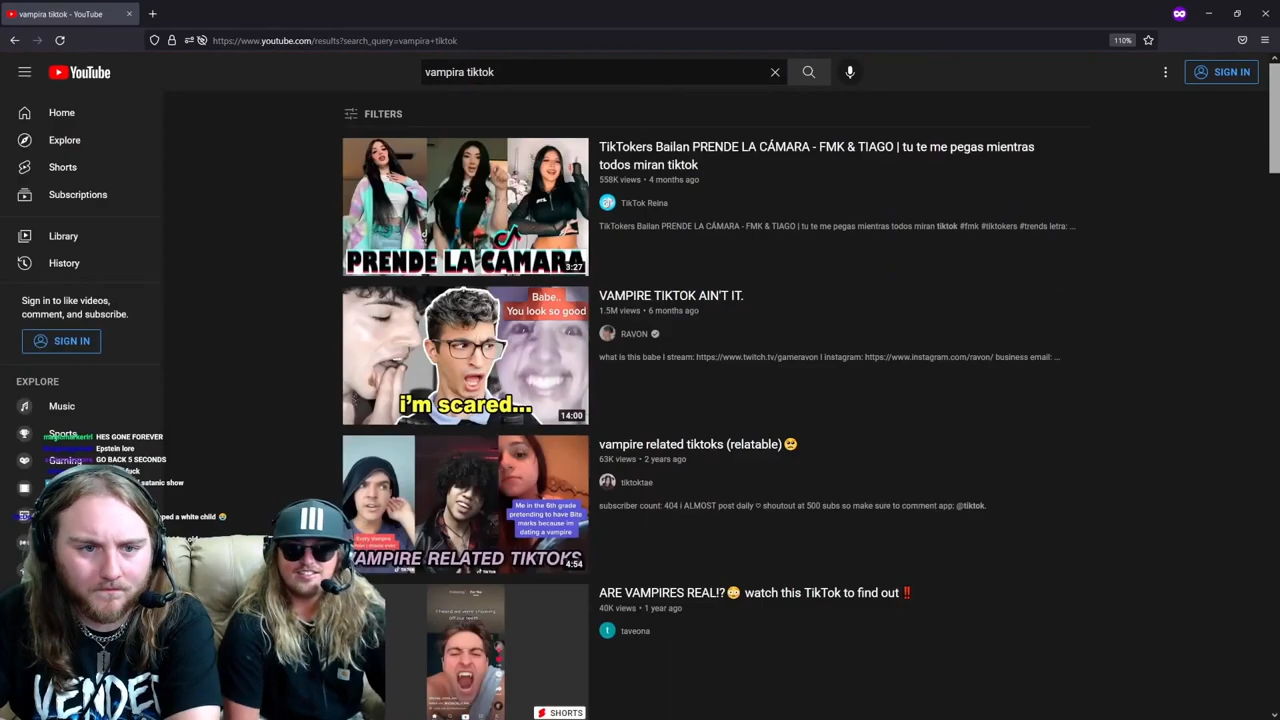 vampira tiktok - YouTube
https://www.youtube.com/results?search_query=vampira+tiktok
110%
YouTube
vampira tiktok
SIGN IN
Home
Explore
Shorts
Subscriptions
Library
History
Sign in to like videos,
comment, and subscribe.
SIGN IN
EXPLORE
Music
Sports
Gaming
HES GONE FOREVER
Epstein lore
GO BACK 5 SECONDS
satanic show
a white child 😭
VENDED
FILTERS
PRENDE LA CÁMARA
3:27
TikTokers Bailan PRENDE LA CÁMARA - FMK & TIAGO | tu te me pegas mientras
todos miran tiktok
558K views • 4 months ago
TikTok Reina
TikTokers Bailan PRENDE LA CÁMARA - FMK & TIAGO | tu te me pegas mientras todos miran tiktok #fmk #tiktokers #trends letra: ...
Babe..
You look so good
i'm scared...
14:00
VAMPIRE TIKTOK AIN'T IT.
1.5M views • 6 months ago
RAVON
what is this babe I stream: https://www.twitch.tv/gameravon I instagram: https://www.instagram.com/ravon/ business email: ...
Me in the 6th grade
pretending to have Bite
marks because im
dating a vampire
VAMPIRE RELATED TIKTOKS
4:54
vampire related tiktoks (relatable)🥺
63K views • 2 years ago
tiktoktae
subscriber count: 404 i ALMOST post daily ♡ shoutout at 500 subs so make sure to comment app: @tiktok.
SHORTS
ARE VAMPIRES REAL!?😳 watch this TikTok to find out ‼️
40K views • 1 year ago
t
taveona